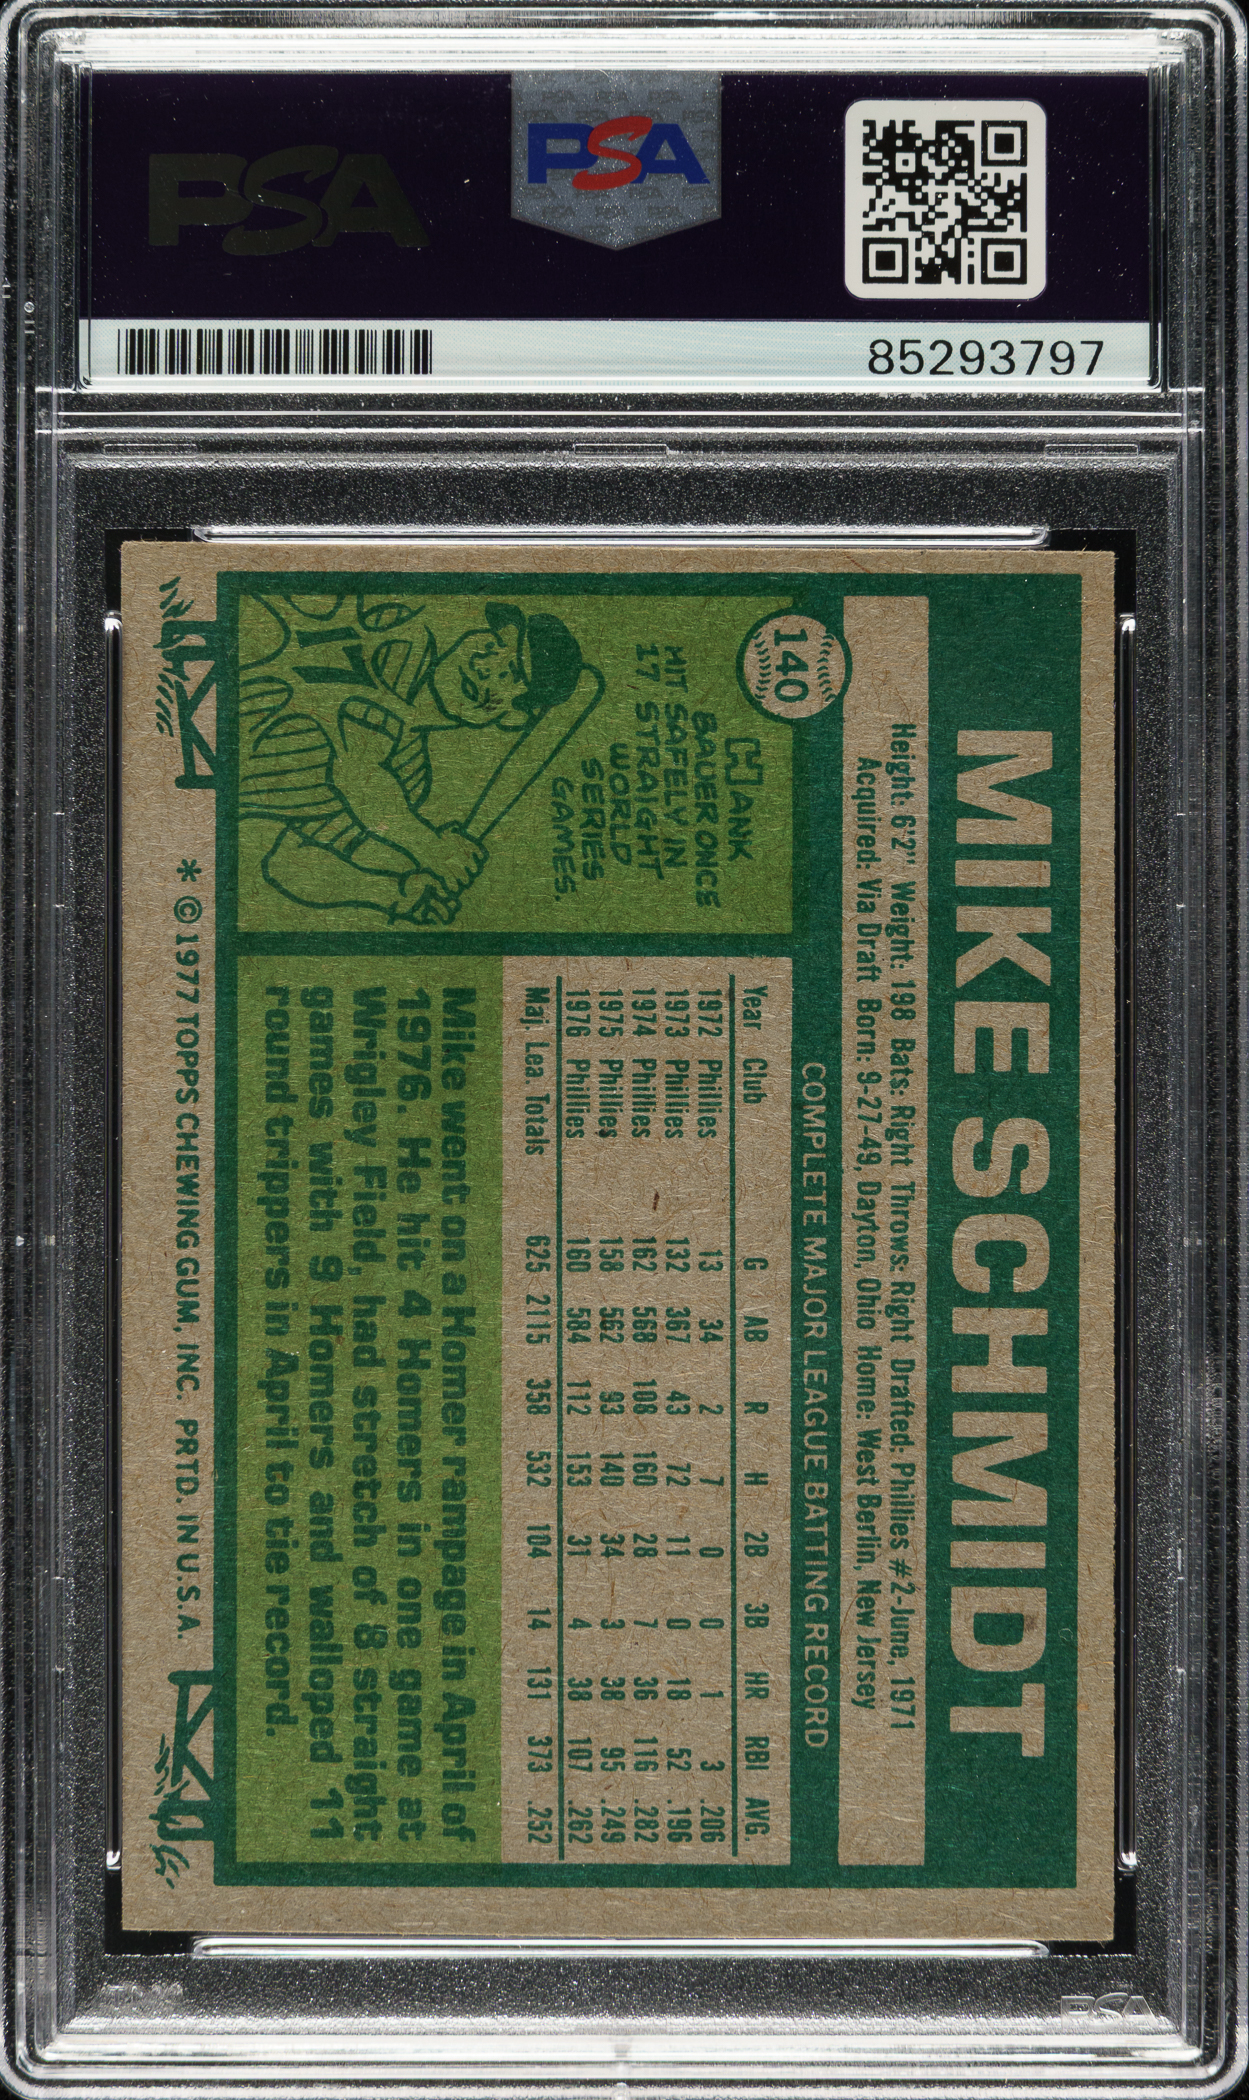 PSA
PSA
85293797
MIKE SCHMIDT
140
Height: 6'2" Weight: 198 Bats: Right Throws: Right Drafted: Phillies #2-June, 1971
Acquired: Via Draft Born: 9-27-49, Dayton, Ohio Home: West Berlin, New Jersey
COMPLETE MAJOR LEAGUE BATTING RECORD
HANK
BAUER ONCE
HIT SAFELY IN
17, STRAIGHT
WORLD
SERIES
GAMES.
17
Year Club G AB R H 2B 3B HR RBI AVG.
1972 Phillies 13 34 2 7 0 0 1 3 .206
1973 Phillies 132 367 43 72 11 0 18 52 .196
1974 Phillies 162 568 108 160 28 7 36 116 .282
1975 Phillies 158 562 93 140 34 3 38 95 .249
1976 Phillies 160 584 112 153 31 4 38 107 .262
Maj. Lea. Totals 625 2115 358 532 104 14 131 373 .252
Mike went on a Homer rampage in April of
1976. He hit 4 Homers in one game at
Wrigley Field, had stretch of 8 straight
games with 9 Homers and walloped 11
round trippers in April to tie record.
* © 1977 TOPPS CHEWING GUM, INC. PRTD. IN U.S.A.
PSA